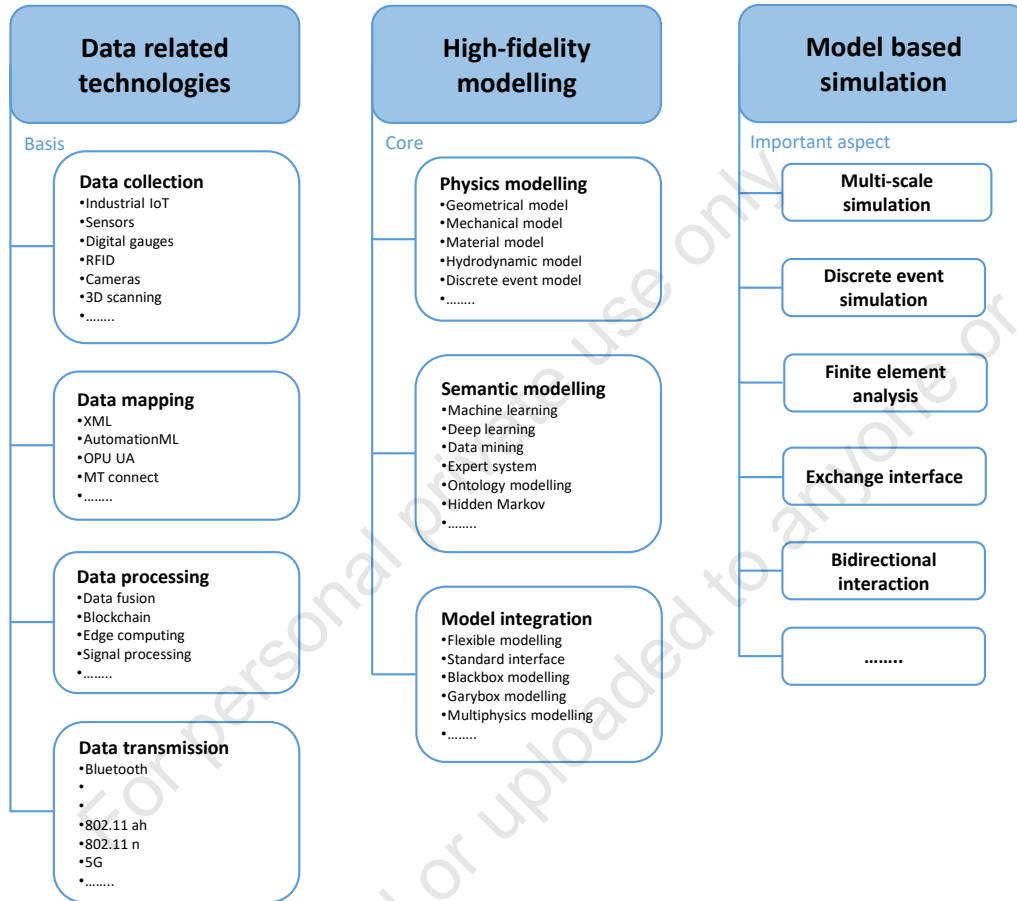 Data related
technologies
Basis
Data collection
•Industrial IoT
•Sensors
•Digital gauges
•RFID
•Cameras
•3D scanning
•........
Data mapping
•XML
•AutomationML
•OPU UA
•MT connect
•........
Data processing
•Data fusion
•Blockchain
•Edge computing
•Signal processing
•........
Data transmission
•Bluetooth
•
•
•802.11 ah
•802.11 n
•5G
•........
High-fidelity
modelling
Core
Physics modelling
•Geometrical model
•Mechanical model
•Material model
•Hydrodynamic model
•Discrete event model
•........
Semantic modelling
•Machine learning
•Deep learning
•Data mining
•Expert system
•Ontology modelling
•Hidden Markov
•........
Model integration
•Flexible modelling
•Standard interface
•Blackbox modelling
•Garybox modelling
•Multiphysics modelling
•........
Model based
simulation
Important aspect
Multi-scale
simulation
Discrete event
simulation
Finite element
analysis
Exchange interface
Bidirectional
interaction
........
For personal private use only
or uploaded to anyone or